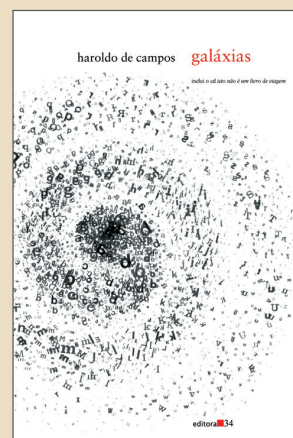 haroldo de campos galáxias
inclui o cd isto não é um livro de viagem
editora 34